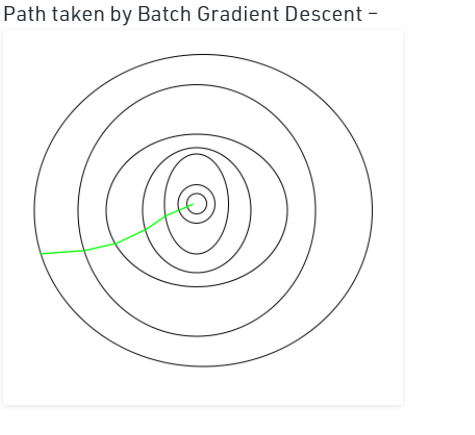 Path taken by Batch Gradient Descent –